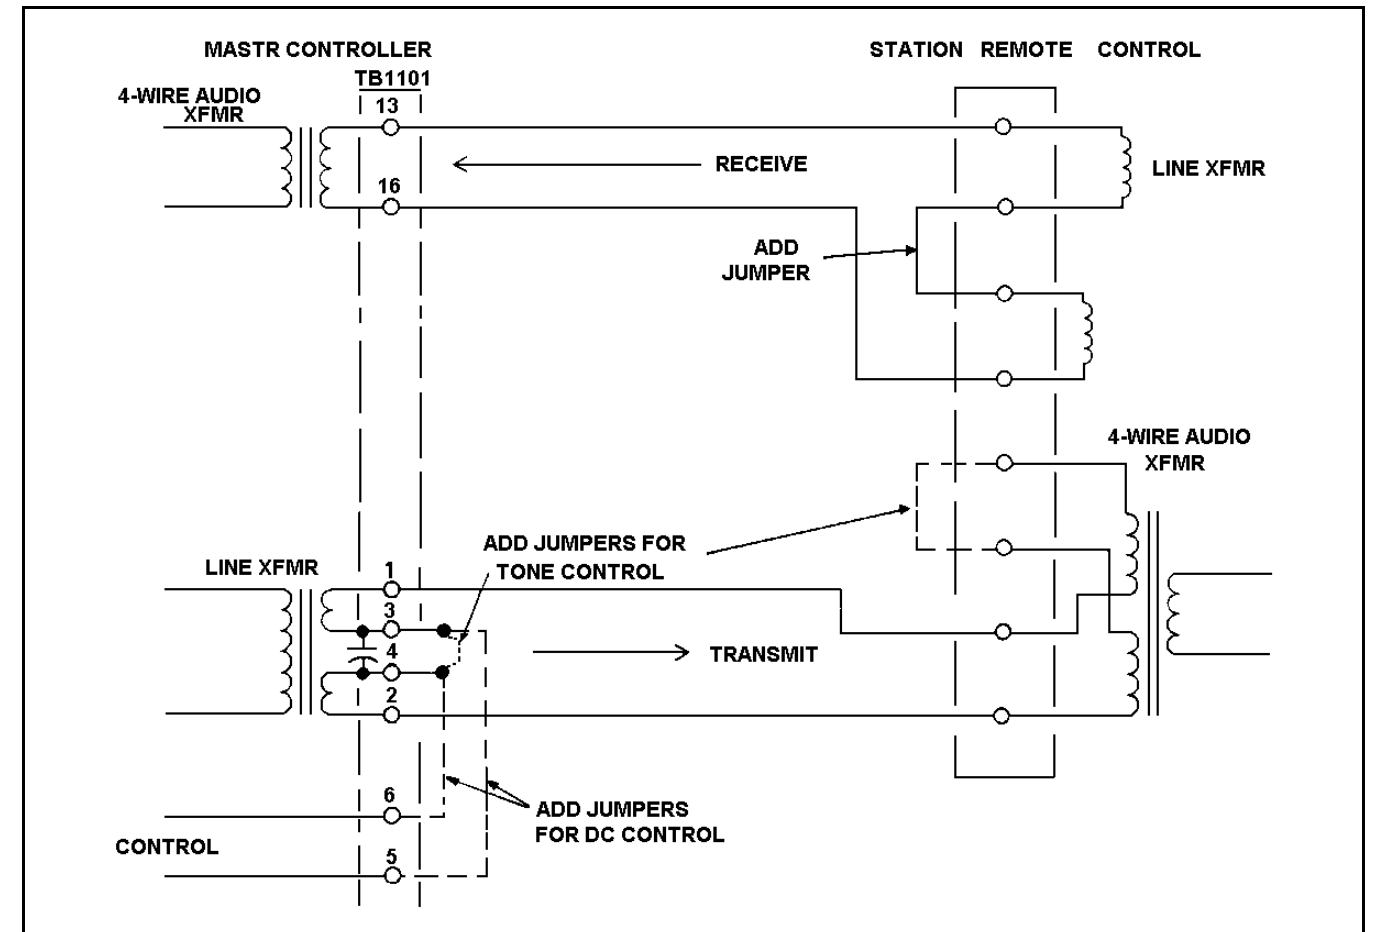 MASTR CONTROLLER
STATION REMOTE CONTROL
TB1101
4-WIRE AUDIO
XFMR
13
RECEIVE
LINE XFMR
16
ADD
JUMPER
4-WIRE AUDIO
XFMR
ADD JUMPERS FOR
TONE CONTROL
LINE XFMR
1
3
4
TRANSMIT
2
6
ADD JUMPERS
FOR DC CONTROL
CONTROL
5